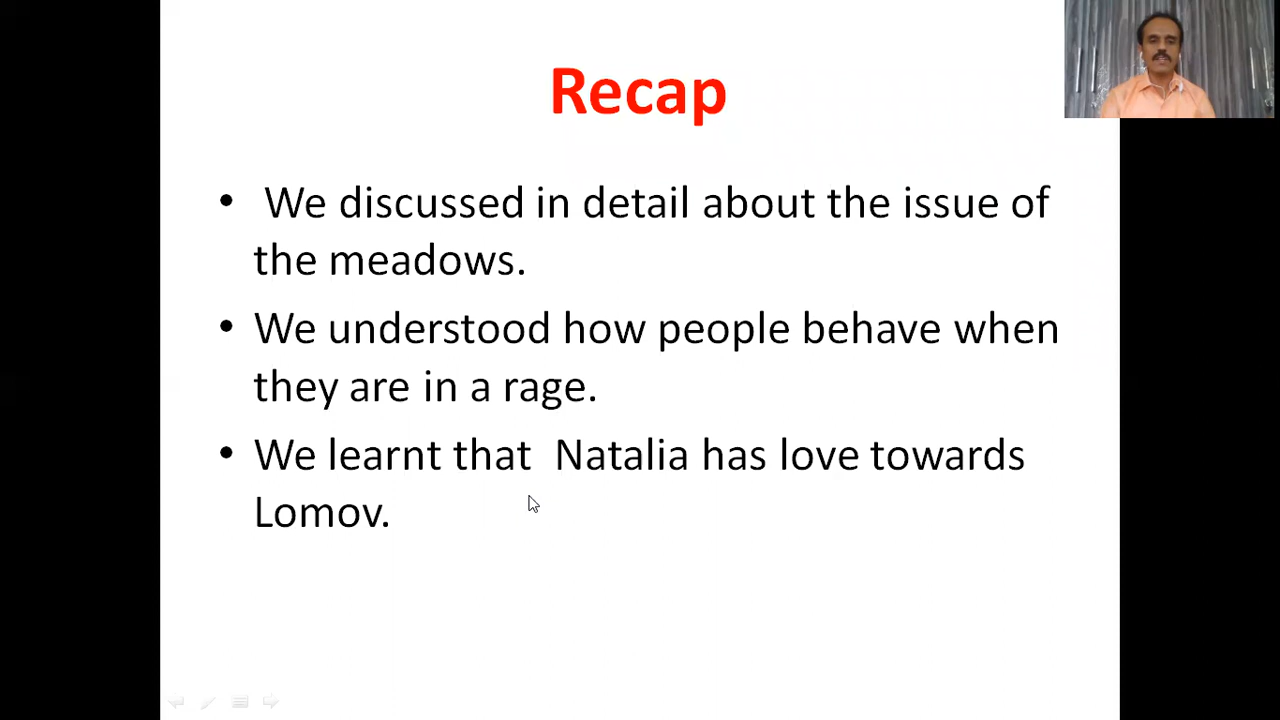 Recap
• We discussed in detail about the issue of
the meadows.
• We understood how people behave when
they are in a rage.
• We learnt that Natalia has love towards
Lomov.